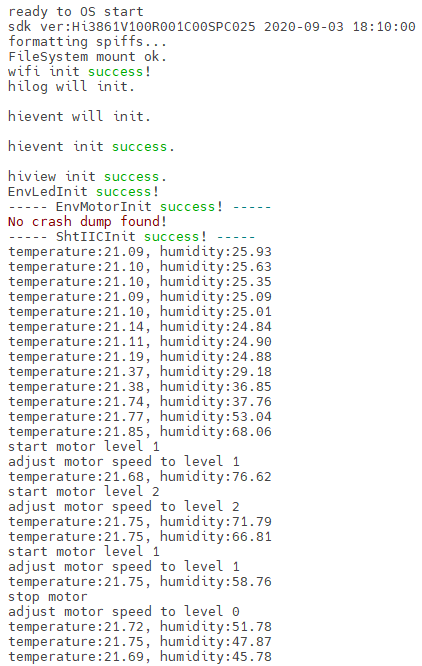 ready to OS start
sdk ver:Hi3861V100R001C00SPC025 2020-09-03 18:10:00
formatting spiffs...
FileSystem mount ok.
wifi init success!
hilog will init.
hievent will init.
hievent init success.
hiview init success.
EnvLedInit success!
----- EnvMotorInit success! -----
No crash dump found!
----- ShtIICInit success! -----
temperature:21.09, humidity:25.93
temperature:21.10, humidity:25.63
temperature:21.10, humidity:25.35
temperature:21.09, humidity:25.09
temperature:21.10, humidity:25.01
temperature:21.14, humidity:24.84
temperature:21.11, humidity:24.90
temperature:21.19, humidity:24.88
temperature:21.37, humidity:29.18
temperature:21.38, humidity:36.85
temperature:21.74, humidity:37.76
temperature:21.77, humidity:53.04
temperature:21.85, humidity:68.06
start motor level 1
adjust motor speed to level 1
temperature:21.68, humidity:76.62
start motor level 2
adjust motor speed to level 2
temperature:21.75, humidity:71.79
temperature:21.75, humidity:66.81
start motor level 1
adjust motor speed to level 1
temperature:21.75, humidity:58.76
stop motor
adjust motor speed to level 0
temperature:21.72, humidity:51.78
temperature:21.75, humidity:47.87
temperature:21.69, humidity:45.78